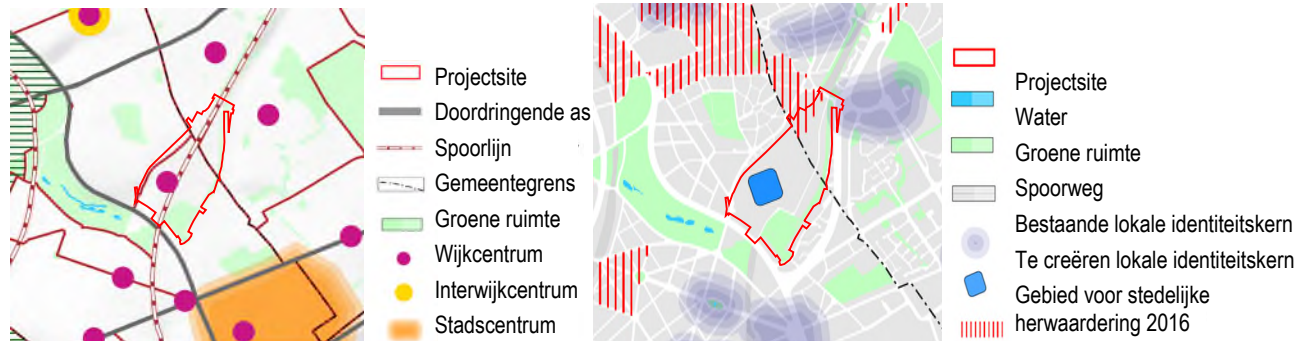 Projectsite
Doordringende as
Spoorlijn
Gemeentegrens
Groene ruimte
Wijkcentrum
Interwijkcentrum
Stadscentrum
Projectsite
Water
Groene ruimte
Spoorweg
Bestaande lokale identiteitskern
Te creëren lokale identiteitskern
Gebied voor stedelijke
herwaardering 2016